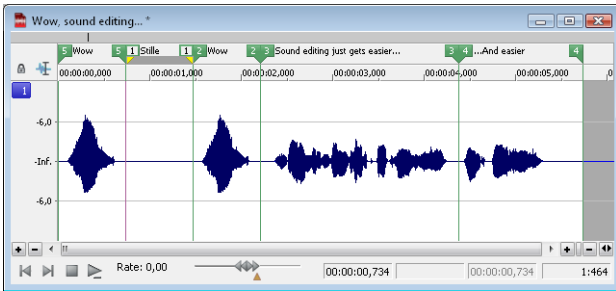 Wow, sound editing... *
5 Wow 5 1 Stille 1 2 Wow 2 3 Sound editing just gets easier... 3 4 ...And easier 4
00:00:00,000 00:00:01,000 00:00:02,000 00:00:03,000 00:00:04,000 00:00:05,000
1
-6,0
-Inf.
-6,0
Rate: 0,00 00:00:00,734 00:00:00,734 1:464